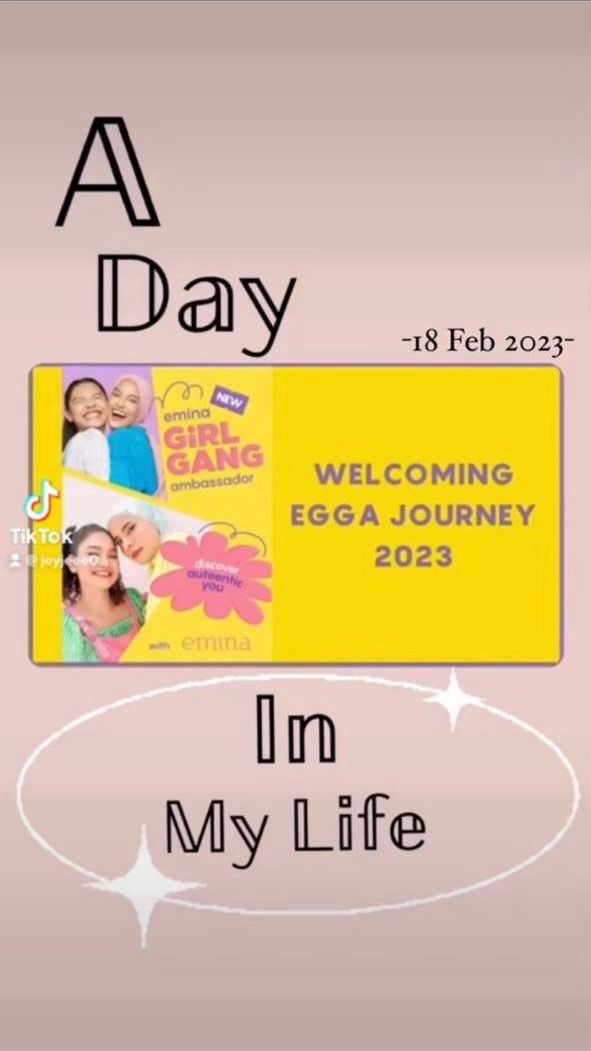 A
Day
-18 Feb 2023-
NEW
emina
GiRL
GANG
ambassador
WELCOMING
EGGA JOURNEY
2023
TikTok
discover
auteentic
you
with emina
In
My Life